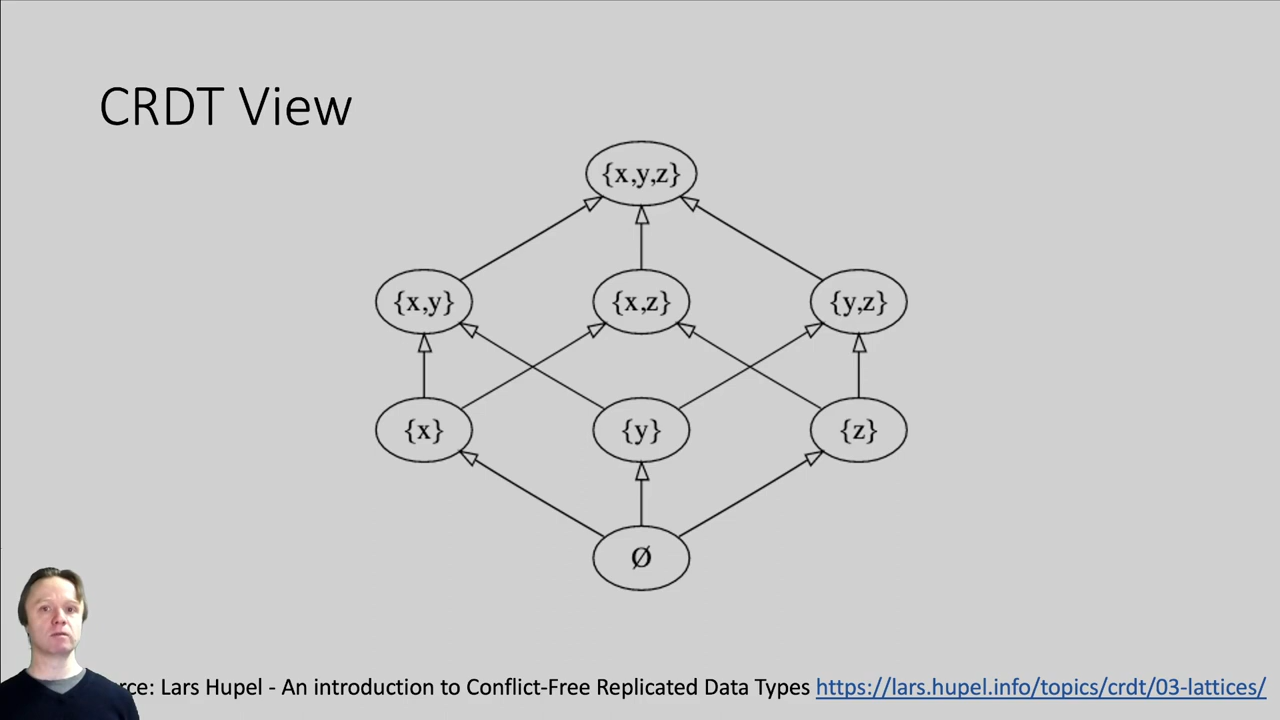 CRDT View
{x,y,z}
{x,y} {x,z} {y,z}
{x} {y} {z}
Ø
rce: Lars Hupel - An introduction to Conflict-Free Replicated Data Types https://lars.hupel.info/topics/crdt/03-lattices/